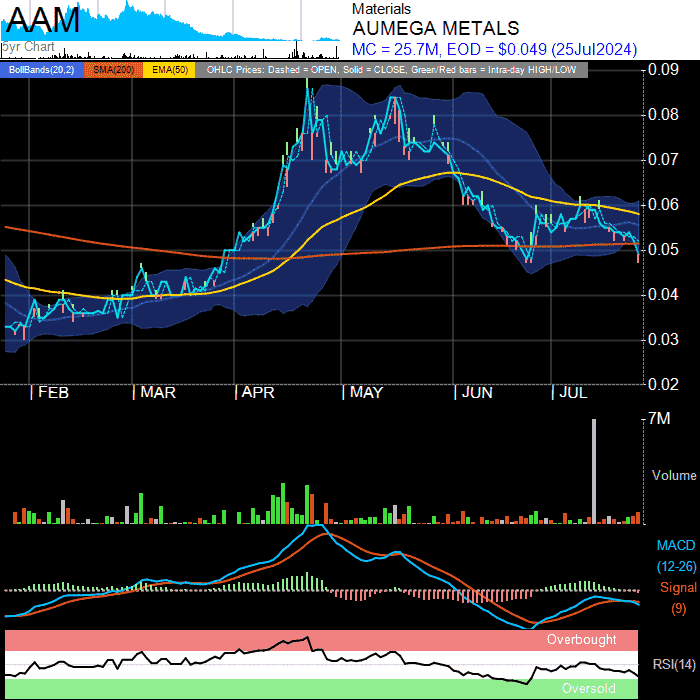 AAM
Materials
AUMEGA METALS
MC = 25.7M, EOD = $0.049 (25Jul2024)
5yr Chart
BollBands(20,2) SMA(200) EMA(50) OHLC Prices: Dashed = OPEN, Solid = CLOSE, Green/Red bars = Intra-day HIGH/LOW
0.09
0.08
0.07
0.06
0.05
0.04
0.03
0.02
FEB MAR APR MAY JUN JUL
7M
Volume
MACD
(12-26)
Signal
(9)
Overbought
RSI(14)
Oversold